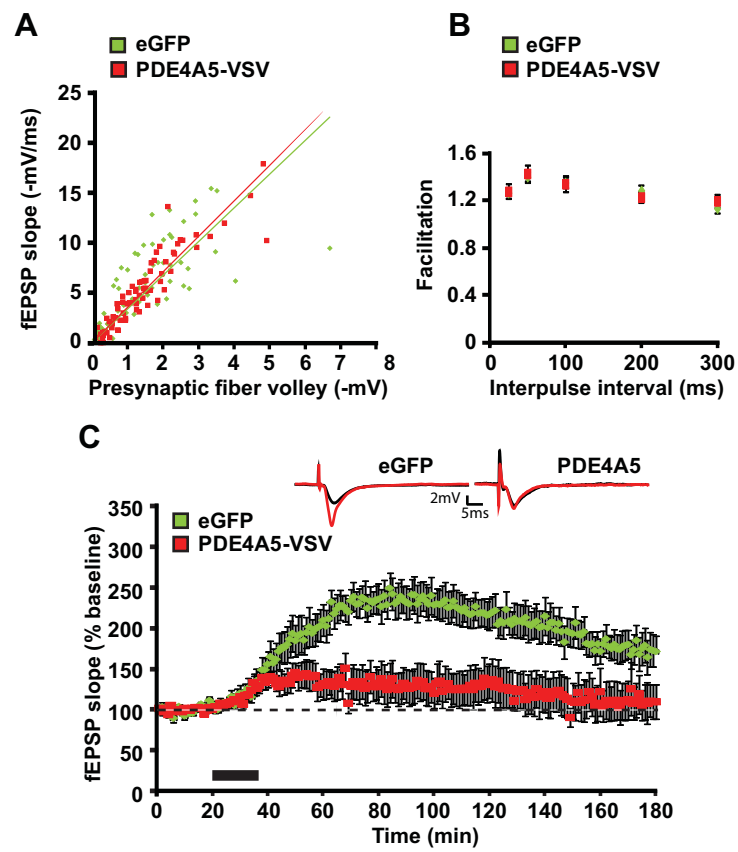 A
eGFP
PDE4A5-VSV
fEPSP slope (-mV/ms)
25
20
15
10
5
0
0 1 2 3 4 5 6 7 8
Presynaptic fiber volley (-mV)
B
eGFP
PDE4A5-VSV
Facilitation
1.6
1.2
0.8
0.4
0
0 100 200 300
Interpulse interval (ms)
C
eGFP
PDE4A5
2mV
5ms
eGFP
PDE4A5-VSV
fEPSP slope (% baseline)
350
300
250
200
150
100
50
0
0 20 40 60 80 100 120 140 160 180
Time (min)